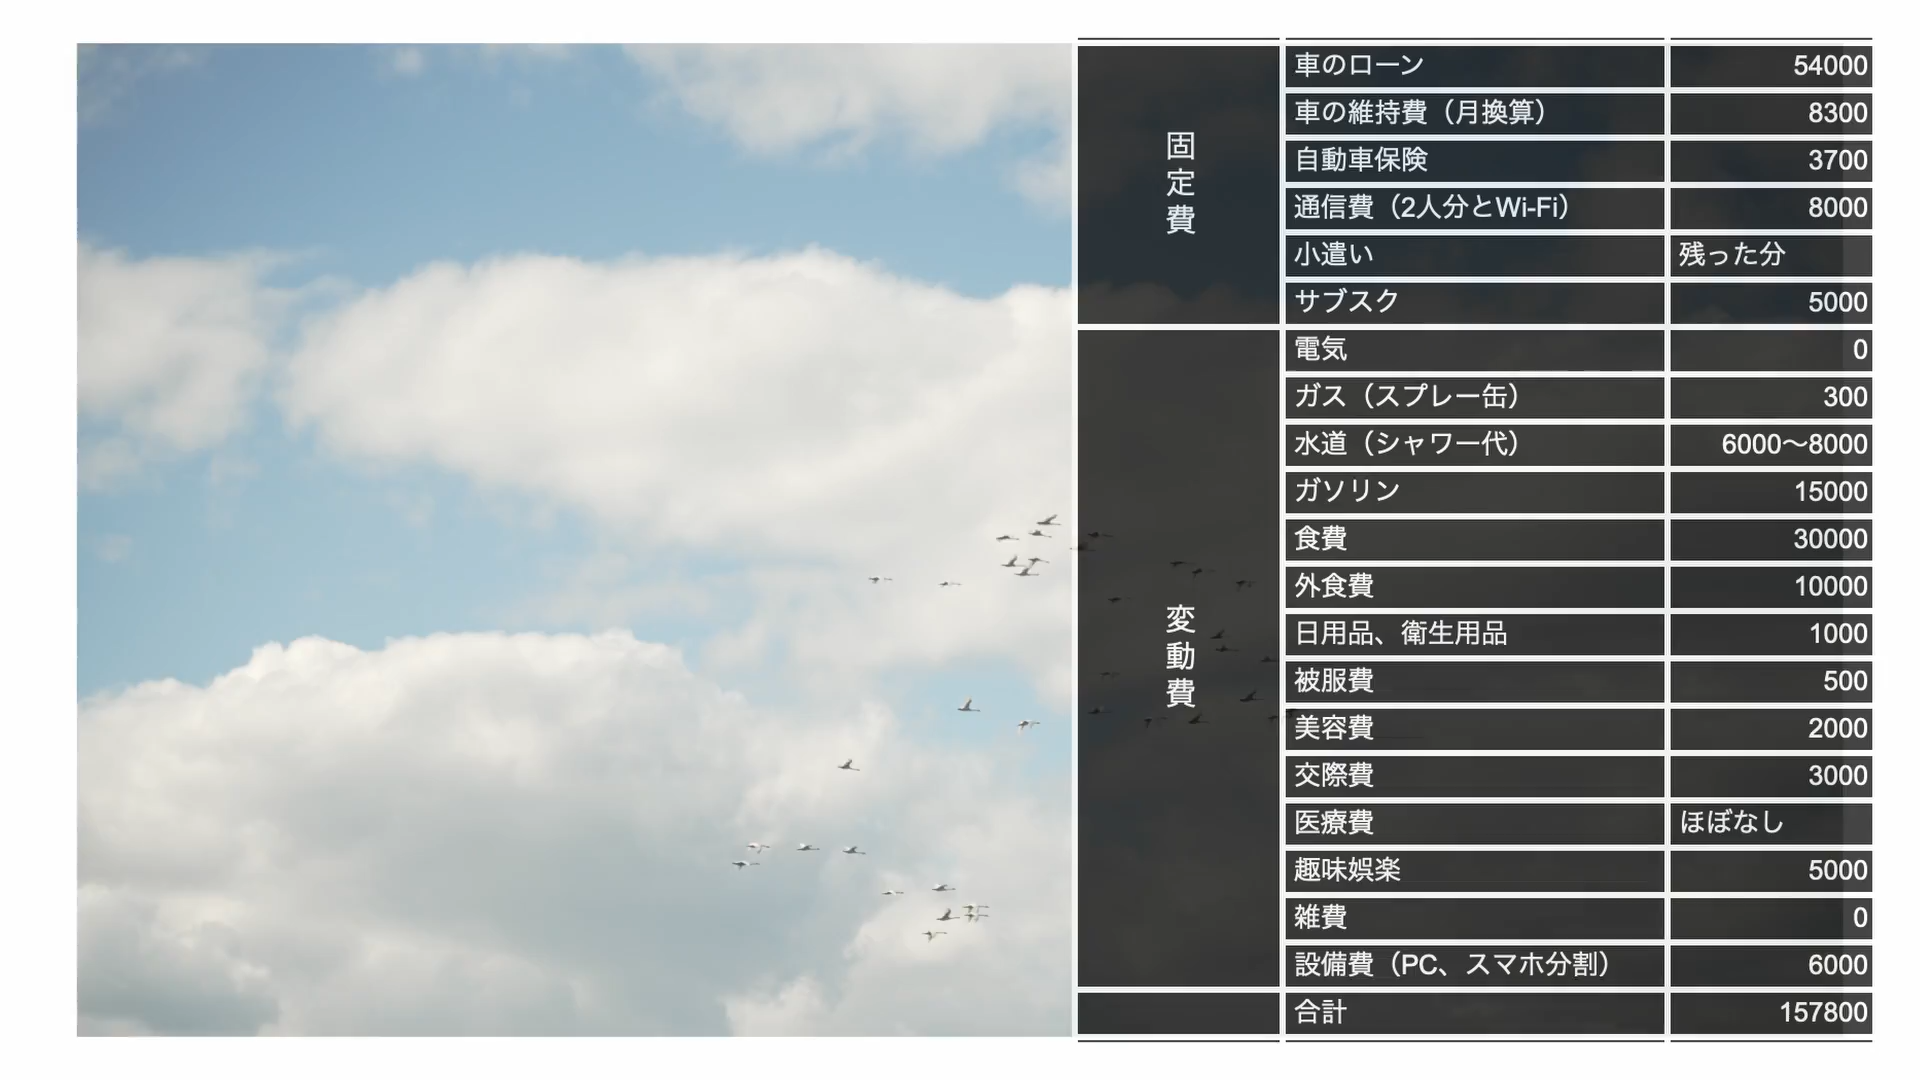 固定費
車のローン 54000
車の維持費（月換算） 8300
自動車保険 3700
通信費（2人分とWi-Fi） 8000
小遣い 残った分
サブスク 5000
変動費
電気 0
ガス（スプレー缶） 300
水道（シャワー代） 6000〜8000
ガソリン 15000
食費 30000
外食費 10000
日用品、衛生用品 1000
被服費 500
美容費 2000
交際費 3000
医療費 ほぼなし
趣味娯楽 5000
雑費 0
設備費（PC、スマホ分割） 6000
合計 157800